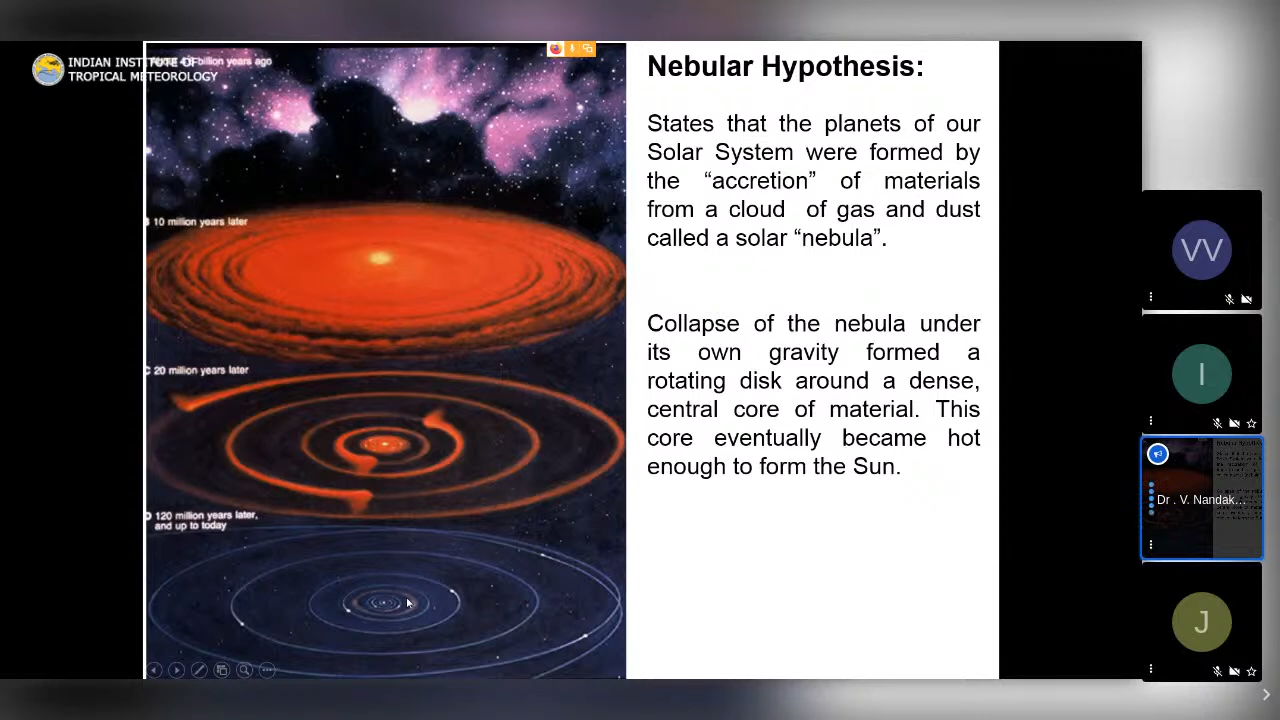 INDIAN INSTITUTE OF
TROPICAL METEOROLOGY
billion years ago
10 million years later
C 20 million years later
D 120 million years later,
and up to today
Nebular Hypothesis:
States that the planets of our
Solar System were formed by
the “accretion” of materials
from a cloud of gas and dust
called a solar “nebula”.
Collapse of the nebula under
its own gravity formed a
rotating disk around a dense,
central core of material. This
core eventually became hot
enough to form the Sun.
VV
I
Dr . V. Nandak...
J